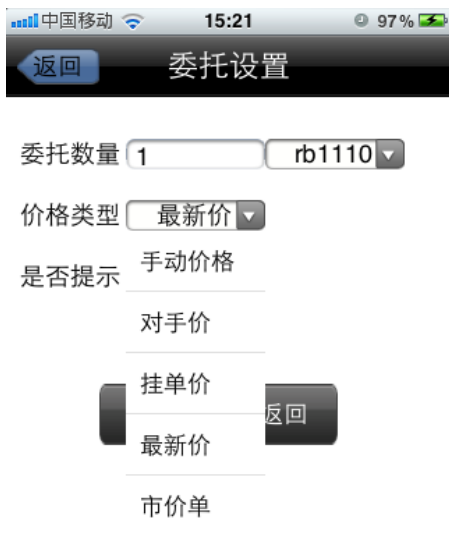 中国移动 15:21 97%
返回 委托设置
委托数量 1 rb1110
价格类型 最新价
手动价格
是否提示
对手价
挂单价
返回
最新价
市价单